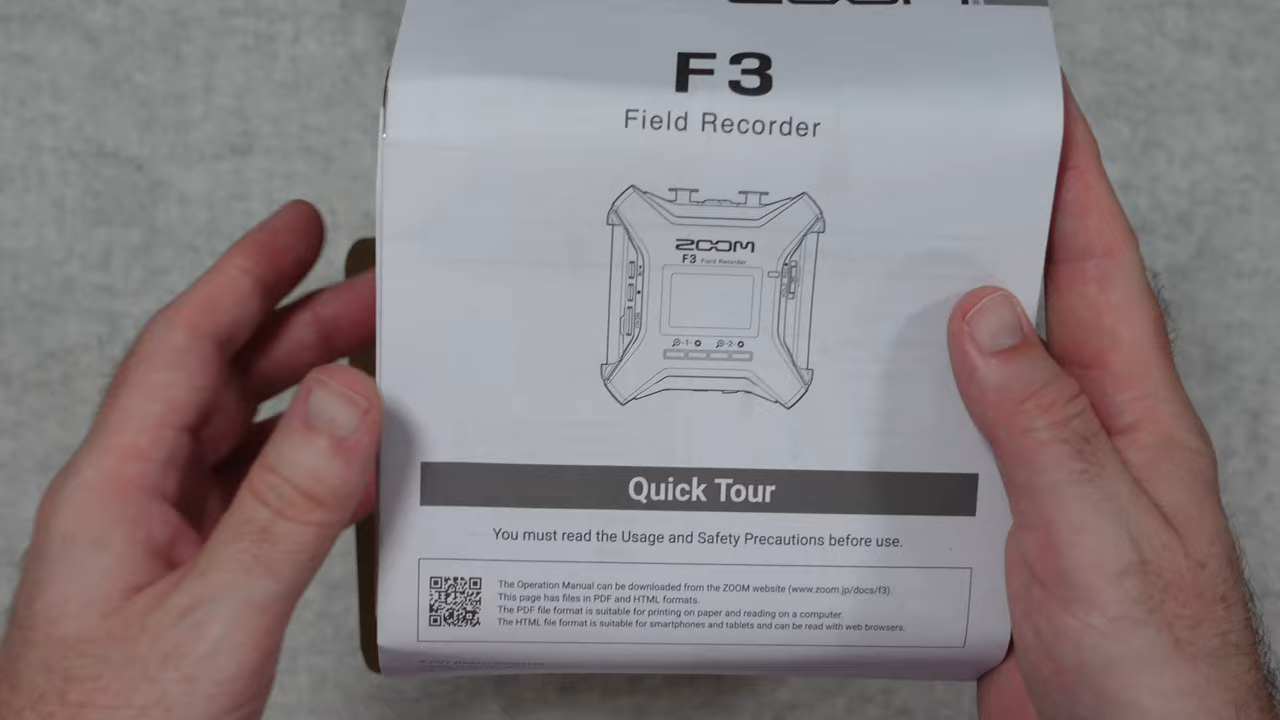 ZOOM
F3
Field Recorder
ZOOM
F3 Field Recorder
-1- -2-
Quick Tour
You must read the Usage and Safety Precautions before use.
The Operation Manual can be downloaded from the ZOOM website (www.zoom.jp/docs/f3).
This page has files in PDF and HTML formats.
The PDF file format is suitable for printing on paper and reading on a computer.
The HTML file format is suitable for smartphones and tablets and can be read with web browsers.